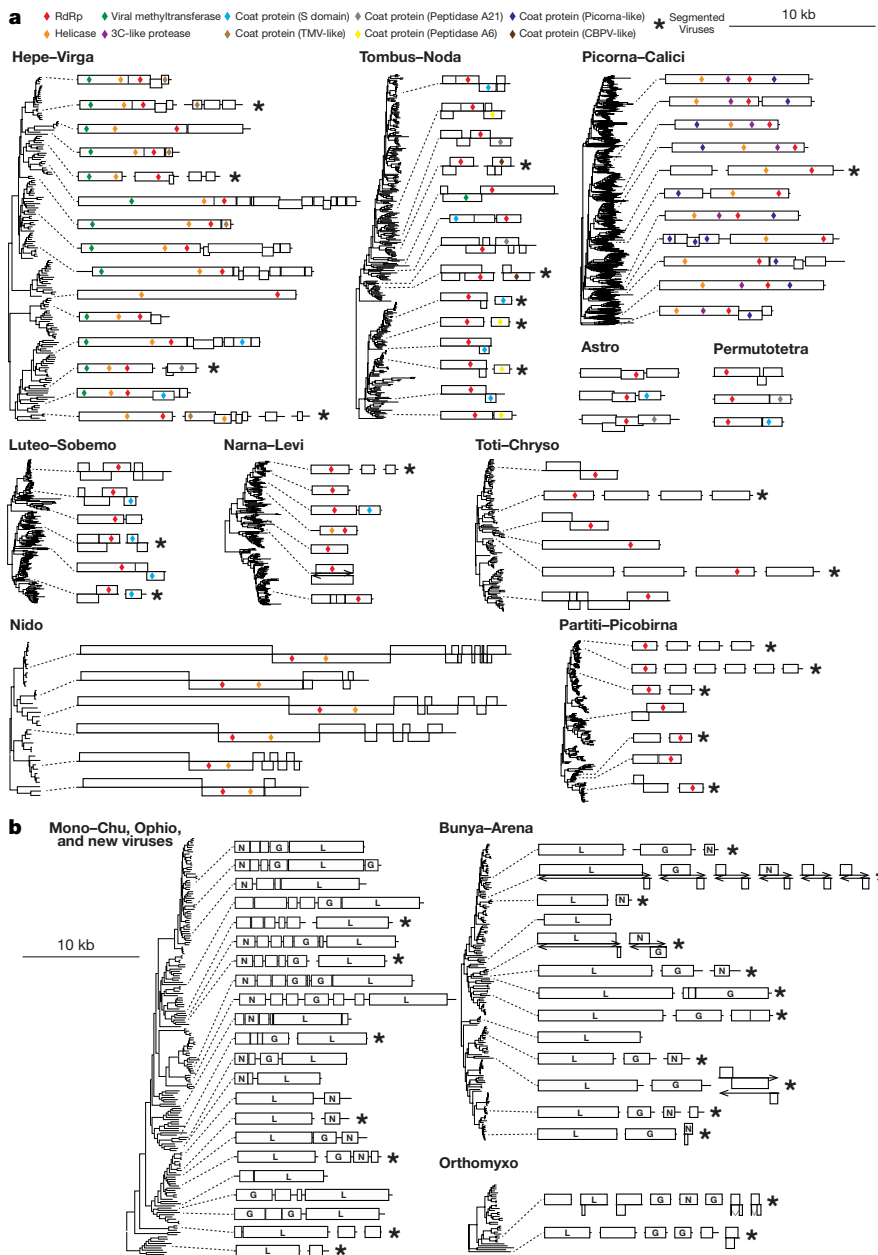 a
RdRp
Viral methyltransferase
Coat protein (S domain)
Coat protein (Peptidase A21)
Coat protein (Picorna-like)
Segmented
Viruses
10 kb
Helicase
3C-like protease
Coat protein (TMV-like)
Coat protein (Peptidase A6)
Coat protein (CBPV-like)
Hepe–Virga
Tombus–Noda
Picorna–Calici
Astro
Permutotetra
Luteo–Sobemo
Narna–Levi
Toti–Chryso
Nido
Partiti–Picobirna
b
Mono–Chu, Ophio,
and new viruses
10 kb
N G L
N G L G
N L
G L
L
N G L
N G L
N G G L
N G L
N L
G L
N G L
N L
L N
L N
L G N
L G N
L
G L
G G L
L
L
Bunya–Arena
L G N
L G N
L N
L
L N
G
L G N
L G
L G
L
L G N
L G
L G N
L G N
Orthomyxo
L G N G
L G G